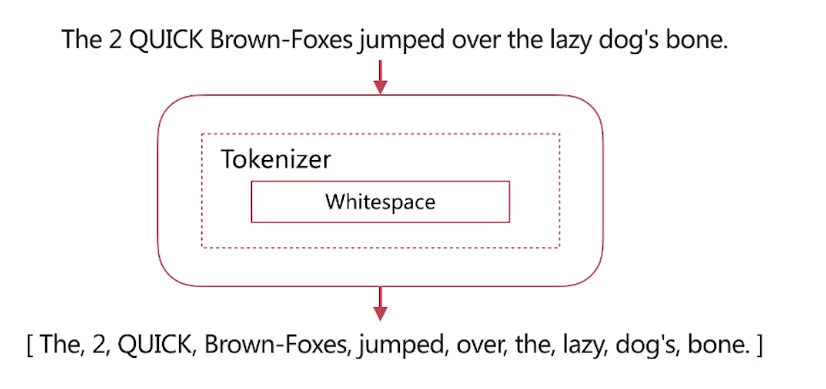 The 2 QUICK Brown-Foxes jumped over the lazy dog's bone.
Tokenizer
Whitespace
[ The, 2, QUICK, Brown-Foxes, jumped, over, the, lazy, dog's, bone. ]